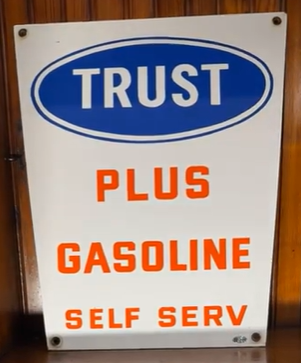 TRUST
PLUS
GASOLINE
SELF SERV